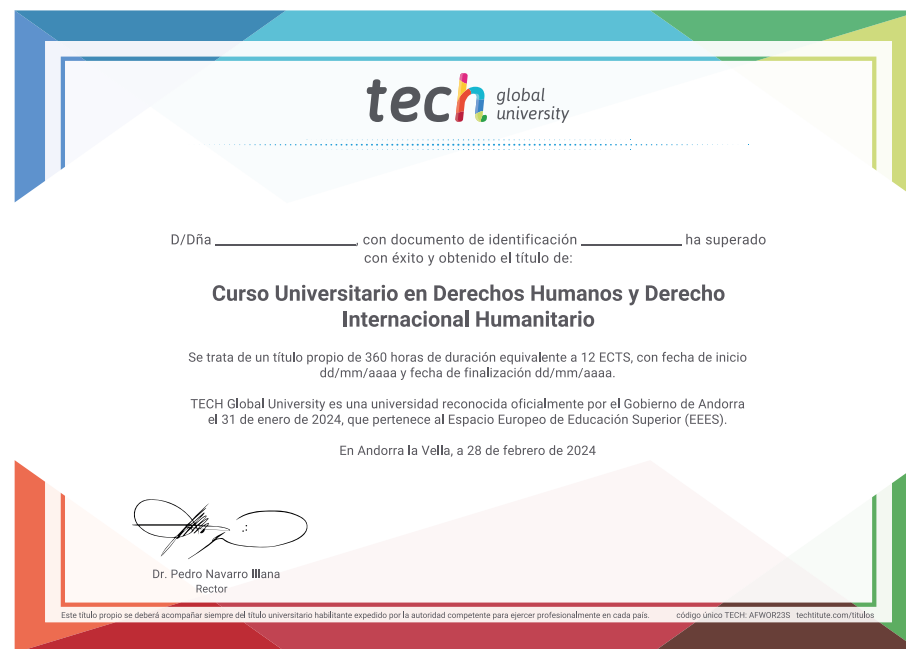 tech global university
D/Dña ____________________, con documento de identificación ______________ ha superado
con éxito y obtenido el título de:
Curso Universitario en Derechos Humanos y Derecho
Internacional Humanitario
Se trata de un título propio de 360 horas de duración equivalente a 12 ECTS, con fecha de inicio
dd/mm/aaaa y fecha de finalización dd/mm/aaaa.
TECH Global University es una universidad reconocida oficialmente por el Gobierno de Andorra
el 31 de enero de 2024, que pertenece al Espacio Europeo de Educación Superior (EEES).
En Andorra la Vella, a 28 de febrero de 2024
Dr. Pedro Navarro Illana
Rector
Este título propio se deberá acompañar siempre del título universitario habilitante expedido por la autoridad competente para ejercer profesionalmente en cada país. código único TECH: AFWOR23S techtitute.com/titulos